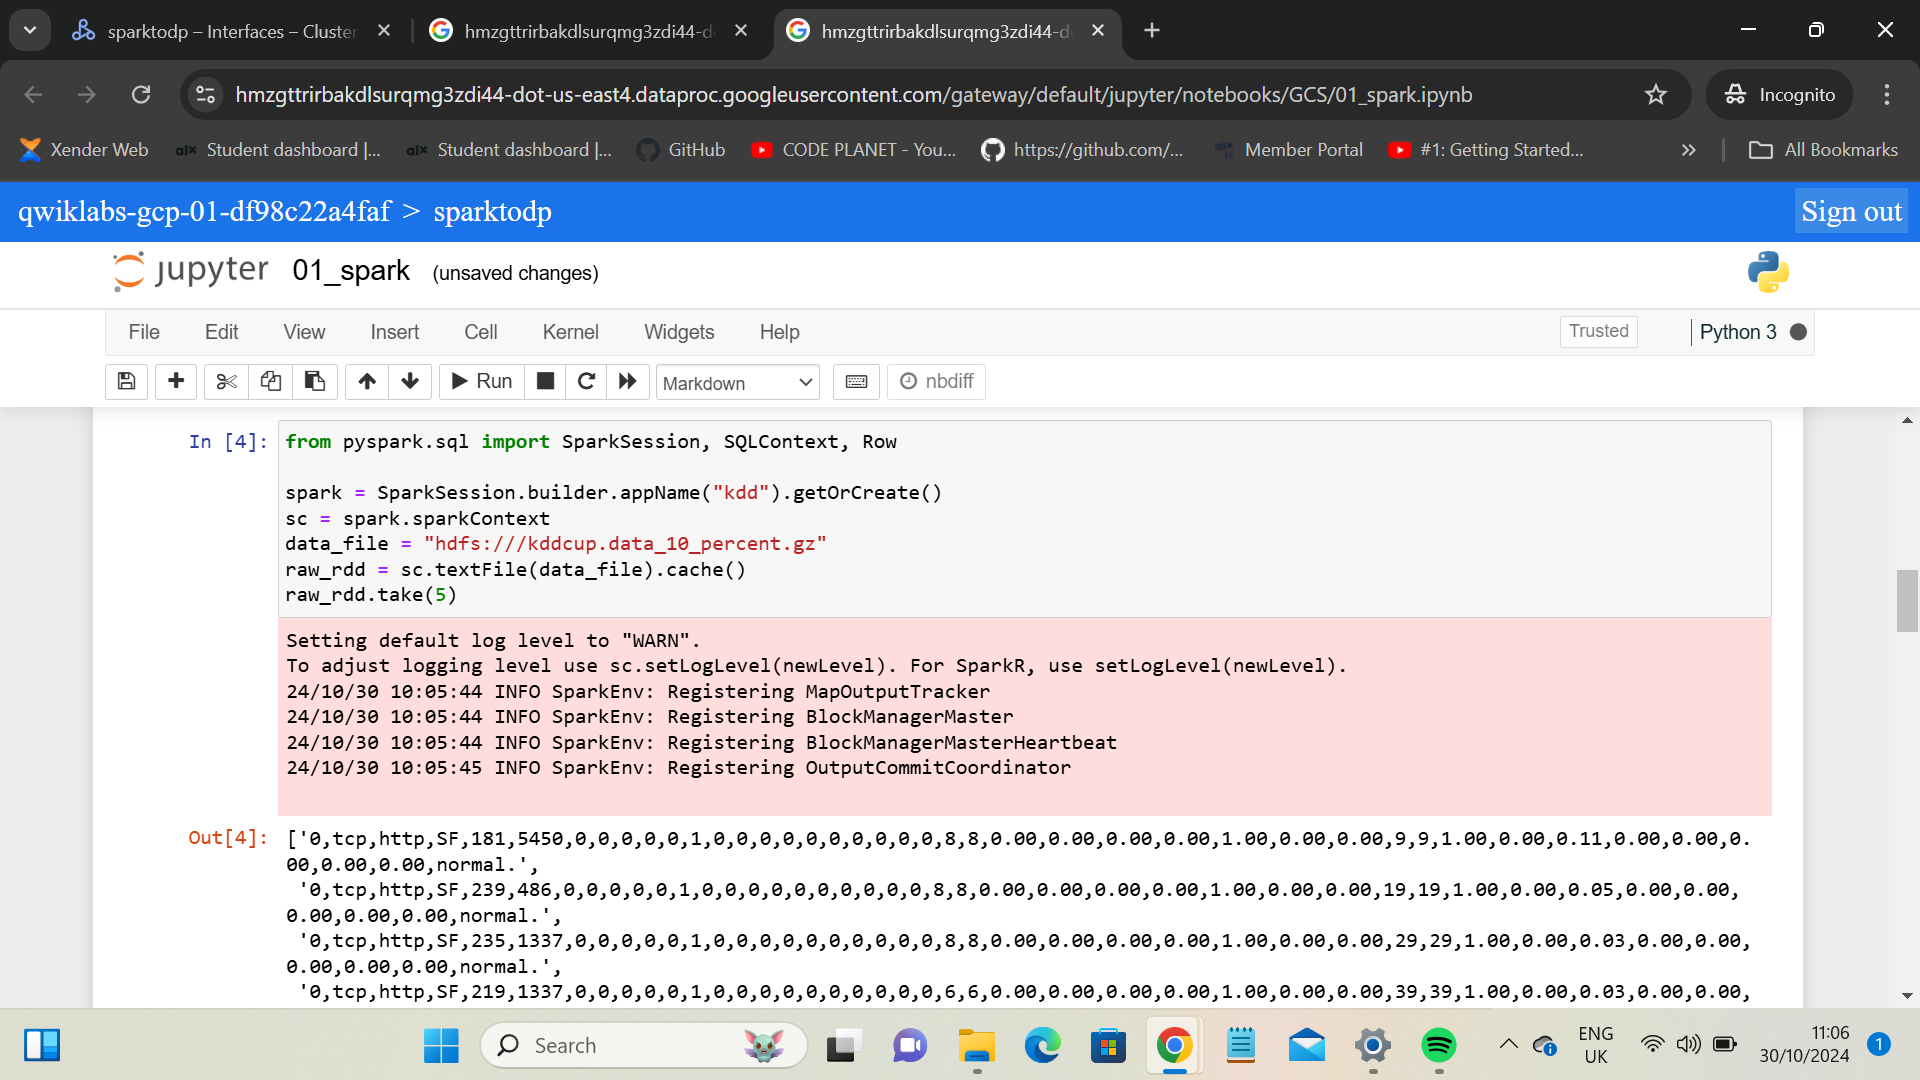 sparktodp – Interfaces – Cluster
hmzgttrirbakdlsurqmg3zdi44-d
hmzgttrirbakdlsurqmg3zdi44-d
hmzgttrirbakdlsurqmg3zdi44-dot-us-east4.dataproc.googleusercontent.com/gateway/default/jupyter/notebooks/GCS/01_spark.ipynb
Incognito
Xender Web
Student dashboard |...
Student dashboard |...
GitHub
CODE PLANET - You...
https://github.com/...
Member Portal
#1: Getting Started...
All Bookmarks
qwiklabs-gcp-01-df98c22a4faf > sparktodp
Sign out
jupyter 01_spark (unsaved changes)
File Edit View Insert Cell Kernel Widgets Help
Trusted
Python 3
Run
Markdown
nbdiff
In [4]: from pyspark.sql import SparkSession, SQLContext, Row
spark = SparkSession.builder.appName("kdd").getOrCreate()
sc = spark.sparkContext
data_file = "hdfs:///kddcup.data_10_percent.gz"
raw_rdd = sc.textFile(data_file).cache()
raw_rdd.take(5)
Setting default log level to "WARN".
To adjust logging level use sc.setLogLevel(newLevel). For SparkR, use setLogLevel(newLevel).
24/10/30 10:05:44 INFO SparkEnv: Registering MapOutputTracker
24/10/30 10:05:44 INFO SparkEnv: Registering BlockManagerMaster
24/10/30 10:05:44 INFO SparkEnv: Registering BlockManagerMasterHeartbeat
24/10/30 10:05:45 INFO SparkEnv: Registering OutputCommitCoordinator
Out[4]: ['0,tcp,http,SF,181,5450,0,0,0,0,0,1,0,0,0,0,0,0,0,0,0,0,8,8,0.00,0.00,0.00,0.00,1.00,0.00,0.00,9,9,1.00,0.00,0.11,0.00,0.00,0.
00,0.00,0.00,normal.',
'0,tcp,http,SF,239,486,0,0,0,0,0,1,0,0,0,0,0,0,0,0,0,0,8,8,0.00,0.00,0.00,0.00,1.00,0.00,0.00,19,19,1.00,0.00,0.05,0.00,0.00,
0.00,0.00,0.00,normal.',
'0,tcp,http,SF,235,1337,0,0,0,0,0,1,0,0,0,0,0,0,0,0,0,0,8,8,0.00,0.00,0.00,0.00,1.00,0.00,0.00,29,29,1.00,0.00,0.03,0.00,0.00,
0.00,0.00,0.00,normal.',
'0,tcp,http,SF,219,1337,0,0,0,0,0,1,0,0,0,0,0,0,0,0,0,0,6,6,0.00,0.00,0.00,0.00,1.00,0.00,0.00,39,39,1.00,0.00,0.03,0.00,0.00,
Search
ENG
UK
11:06
30/10/2024
1